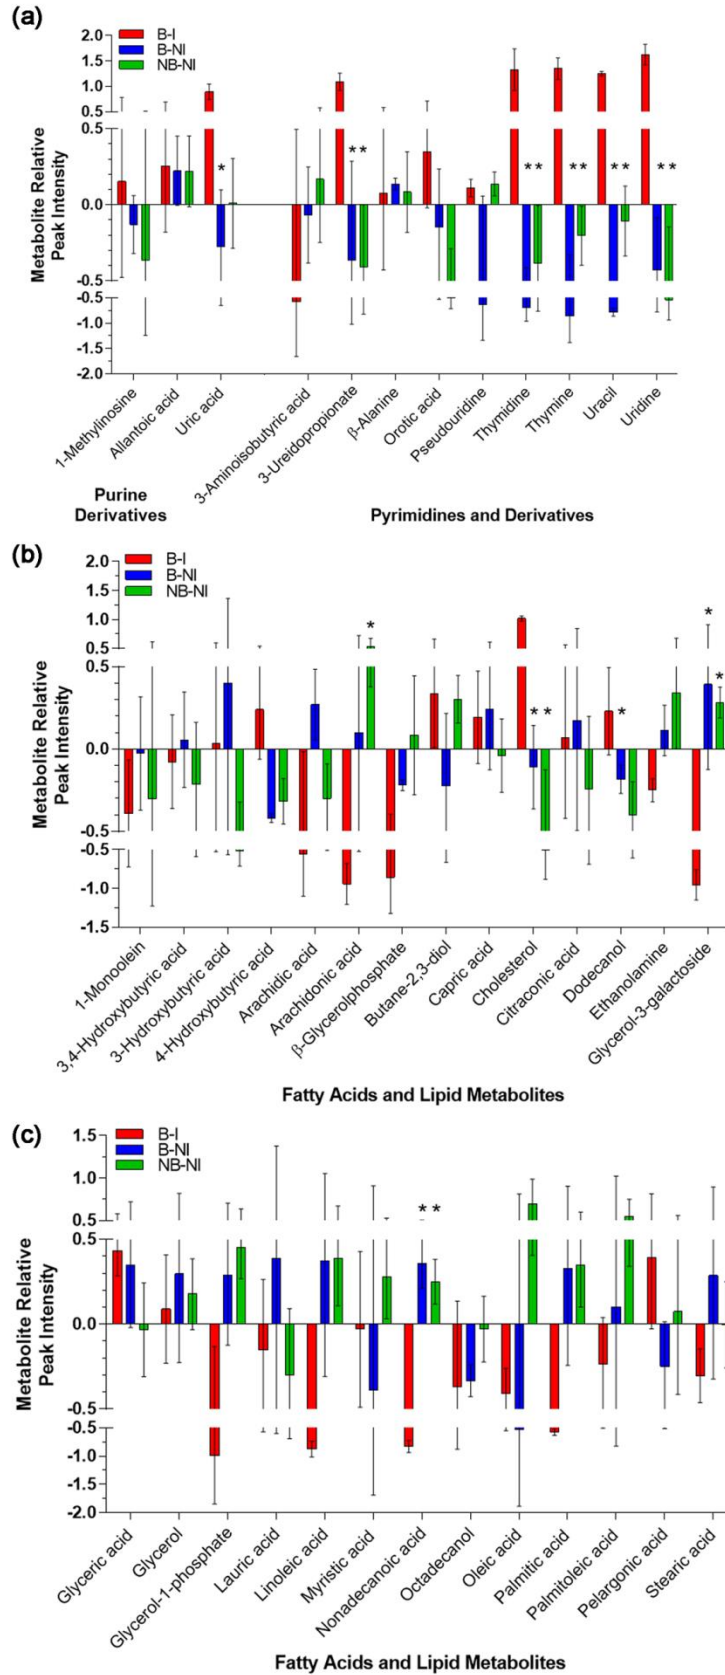 (a)
B-I
B-NI
NB-NI
Metabolite Relative
Peak Intensity
2.0
1.5
1.0
0.5
0.5
0.0
-0.5
-0.5
-1.0
-1.5
-2.0
*
* *
* *
* *
* *
* *
1-Methylinosine
Allantoic acid
Uric acid
3-Aminoisobutyric acid
3-Ureidopropionate
β-Alanine
Orotic acid
Pseudouridine
Thymidine
Thymine
Uracil
Uridine
Purine
Derivatives
Pyrimidines and Derivatives
(b)
B-I
B-NI
NB-NI
Metabolite Relative
Peak Intensity
2.0
1.5
1.0
0.5
0.5
0.0
-0.5
-0.5
-1.0
-1.5
*
* *
*
*
*
1-Monoolein
3,4-Hydroxybutyric acid
3-Hydroxybutyric acid
4-Hydroxybutyric acid
Arachidic acid
Arachidonic acid
β-Glycerolphosphate
Butane-2,3-diol
Capric acid
Cholesterol
Citraconic acid
Dodecanol
Ethanolamine
Glycerol-3-galactoside
Fatty Acids and Lipid Metabolites
(c)
B-I
B-NI
NB-NI
Metabolite Relative
Peak Intensity
1.5
1.0
0.5
0.5
0.0
-0.5
-0.5
-1.0
-1.5
-2.0
* *
Glyceric acid
Glycerol
Glycerol-1-phosphate
Lauric acid
Linoleic acid
Myristic acid
Nonadecanoic acid
Octadecanol
Oleic acid
Palmitic acid
Palmitoleic acid
Pelargonic acid
Stearic acid
Fatty Acids and Lipid Metabolites